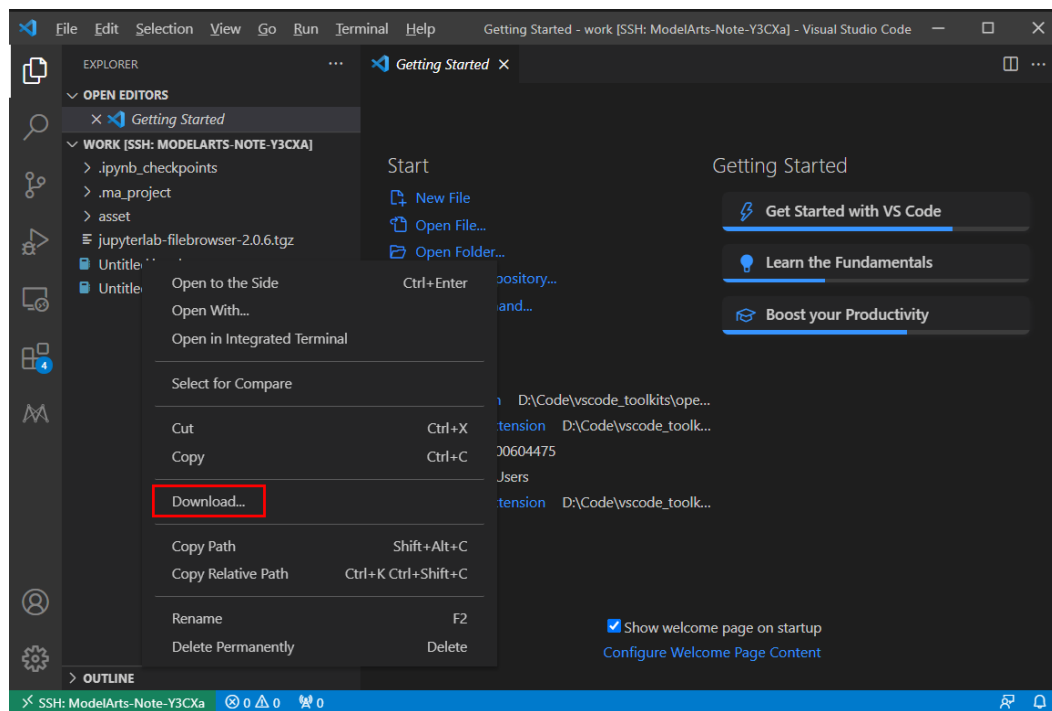 File Edit Selection View Go Run Terminal Help Getting Started - work [SSH: ModelArts-Note-Y3CXa] - Visual Studio Code
EXPLORER
Getting Started
OPEN EDITORS
Getting Started
WORK [SSH: MODELARTS-NOTE-Y3CXA]
.ipynb_checkpoints
.ma_project
asset
jupyterlab-filebrowser-2.0.6.tgz
Untitle
Untitle
Open to the Side Ctrl+Enter
Open With...
Open in Integrated Terminal
Select for Compare
Cut Ctrl+X
Copy Ctrl+C
Download...
Copy Path Shift+Alt+C
Copy Relative Path Ctrl+K Ctrl+Shift+C
Rename F2
Delete Permanently Delete
OUTLINE
Start
New File
Open File...
Open Folder...
pository...
and...
D:\Code\vscode_toolkits\ope...
tension D:\Code\vscode_toolk...
00604475
Users
tension D:\Code\vscode_toolk...
Getting Started
Get Started with VS Code
Learn the Fundamentals
Boost your Productivity
Show welcome page on startup
Configure Welcome Page Content
4
SSH: ModelArts-Note-Y3CXa 0 0 0